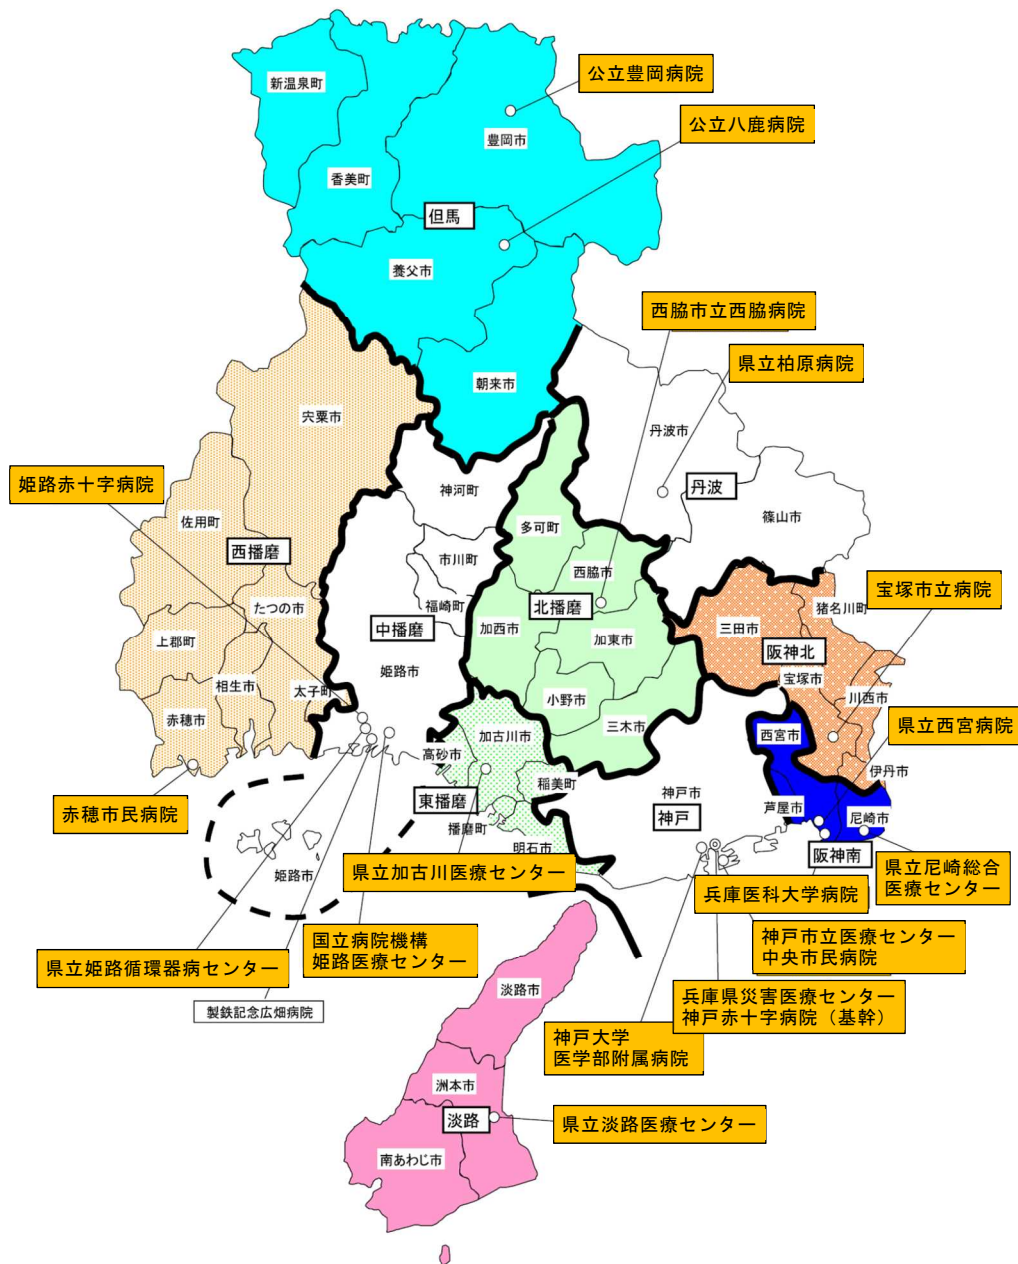 公立豊岡病院
新温泉町
公立八鹿病院
豊岡市
香美町
但馬
養父市
西脇市立西脇病院
県立柏原病院
朝来市
宍粟市
丹波市
姫路赤十字病院
神河町
丹波
佐用町
多可町
篠山市
西播磨
市川町
西脇市
宝塚市立病院
たつの市
福崎町
北播磨
猪名川町
中播磨
加西市
加東市
三田市
上郡町
阪神北
姫路市
宝塚市
相生市
太子町
小野市
川西市
赤穂市
三木市
県立西宮病院
加古川市
西宮市
高砂市
伊丹市
稲美町
神戸市
東播磨
芦屋市
赤穂市民病院
神戸
尼崎市
播磨町
明石市
阪神南
姫路市
県立加古川医療センター
県立尼崎総合
医療センター
兵庫医科大学病院
国立病院機構
姫路医療センター
神戸市立医療センター
中央市民病院
県立姫路循環器病センター
淡路市
兵庫県災害医療センター
神戸赤十字病院（基幹）
製鉄記念広畑病院
神戸大学
医学部附属病院
洲本市
淡路
県立淡路医療センター
南あわじ市